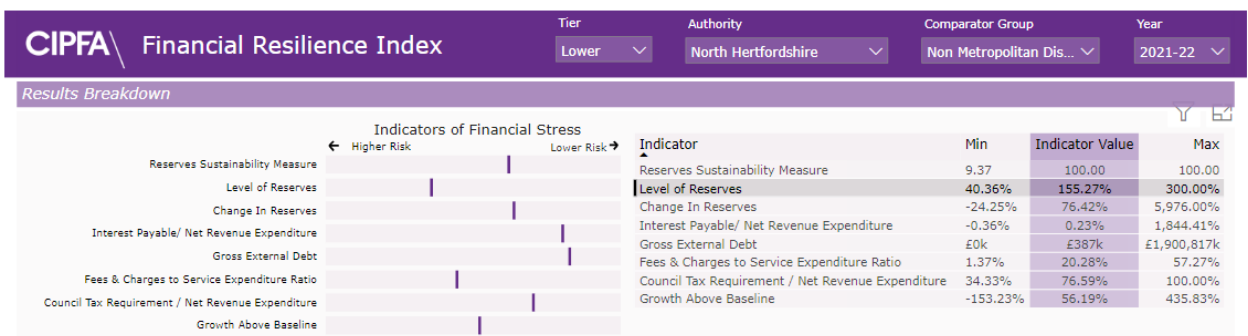 Tier Authority Comparator Group Year
CIPFA\ Financial Resilience Index
Lower North Hertfordshire Non Metropolitan Dis... 2021-22
Results Breakdown
Indicators of Financial Stress
← Higher Risk Lower Risk →
Reserves Sustainability Measure
Level of Reserves
Change In Reserves
Interest Payable/ Net Revenue Expenditure
Gross External Debt
Fees & Charges to Service Expenditure Ratio
Council Tax Requirement / Net Revenue Expenditure
Growth Above Baseline
Indicator Min Indicator Value Max
Reserves Sustainability Measure 9.37 100.00 100.00
Level of Reserves 40.36% 155.27% 300.00%
Change In Reserves -24.25% 76.42% 5,976.00%
Interest Payable/ Net Revenue Expenditure -0.36% 0.23% 1,844.41%
Gross External Debt £0k £387k £1,900,817k
Fees & Charges to Service Expenditure Ratio 1.37% 20.28% 57.27%
Council Tax Requirement / Net Revenue Expenditure 34.33% 76.59% 100.00%
Growth Above Baseline -153.23% 56.19% 435.83%